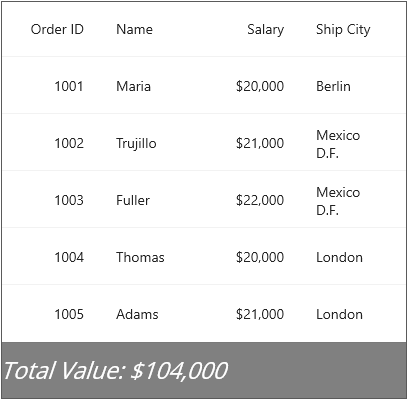 Order ID Name Salary Ship City
1001 Maria $20,000 Berlin
1002 Trujillo $21,000 Mexico
D.F.
1003 Fuller $22,000 Mexico
D.F.
1004 Thomas $20,000 London
1005 Adams $21,000 London
Total Value: $104,000